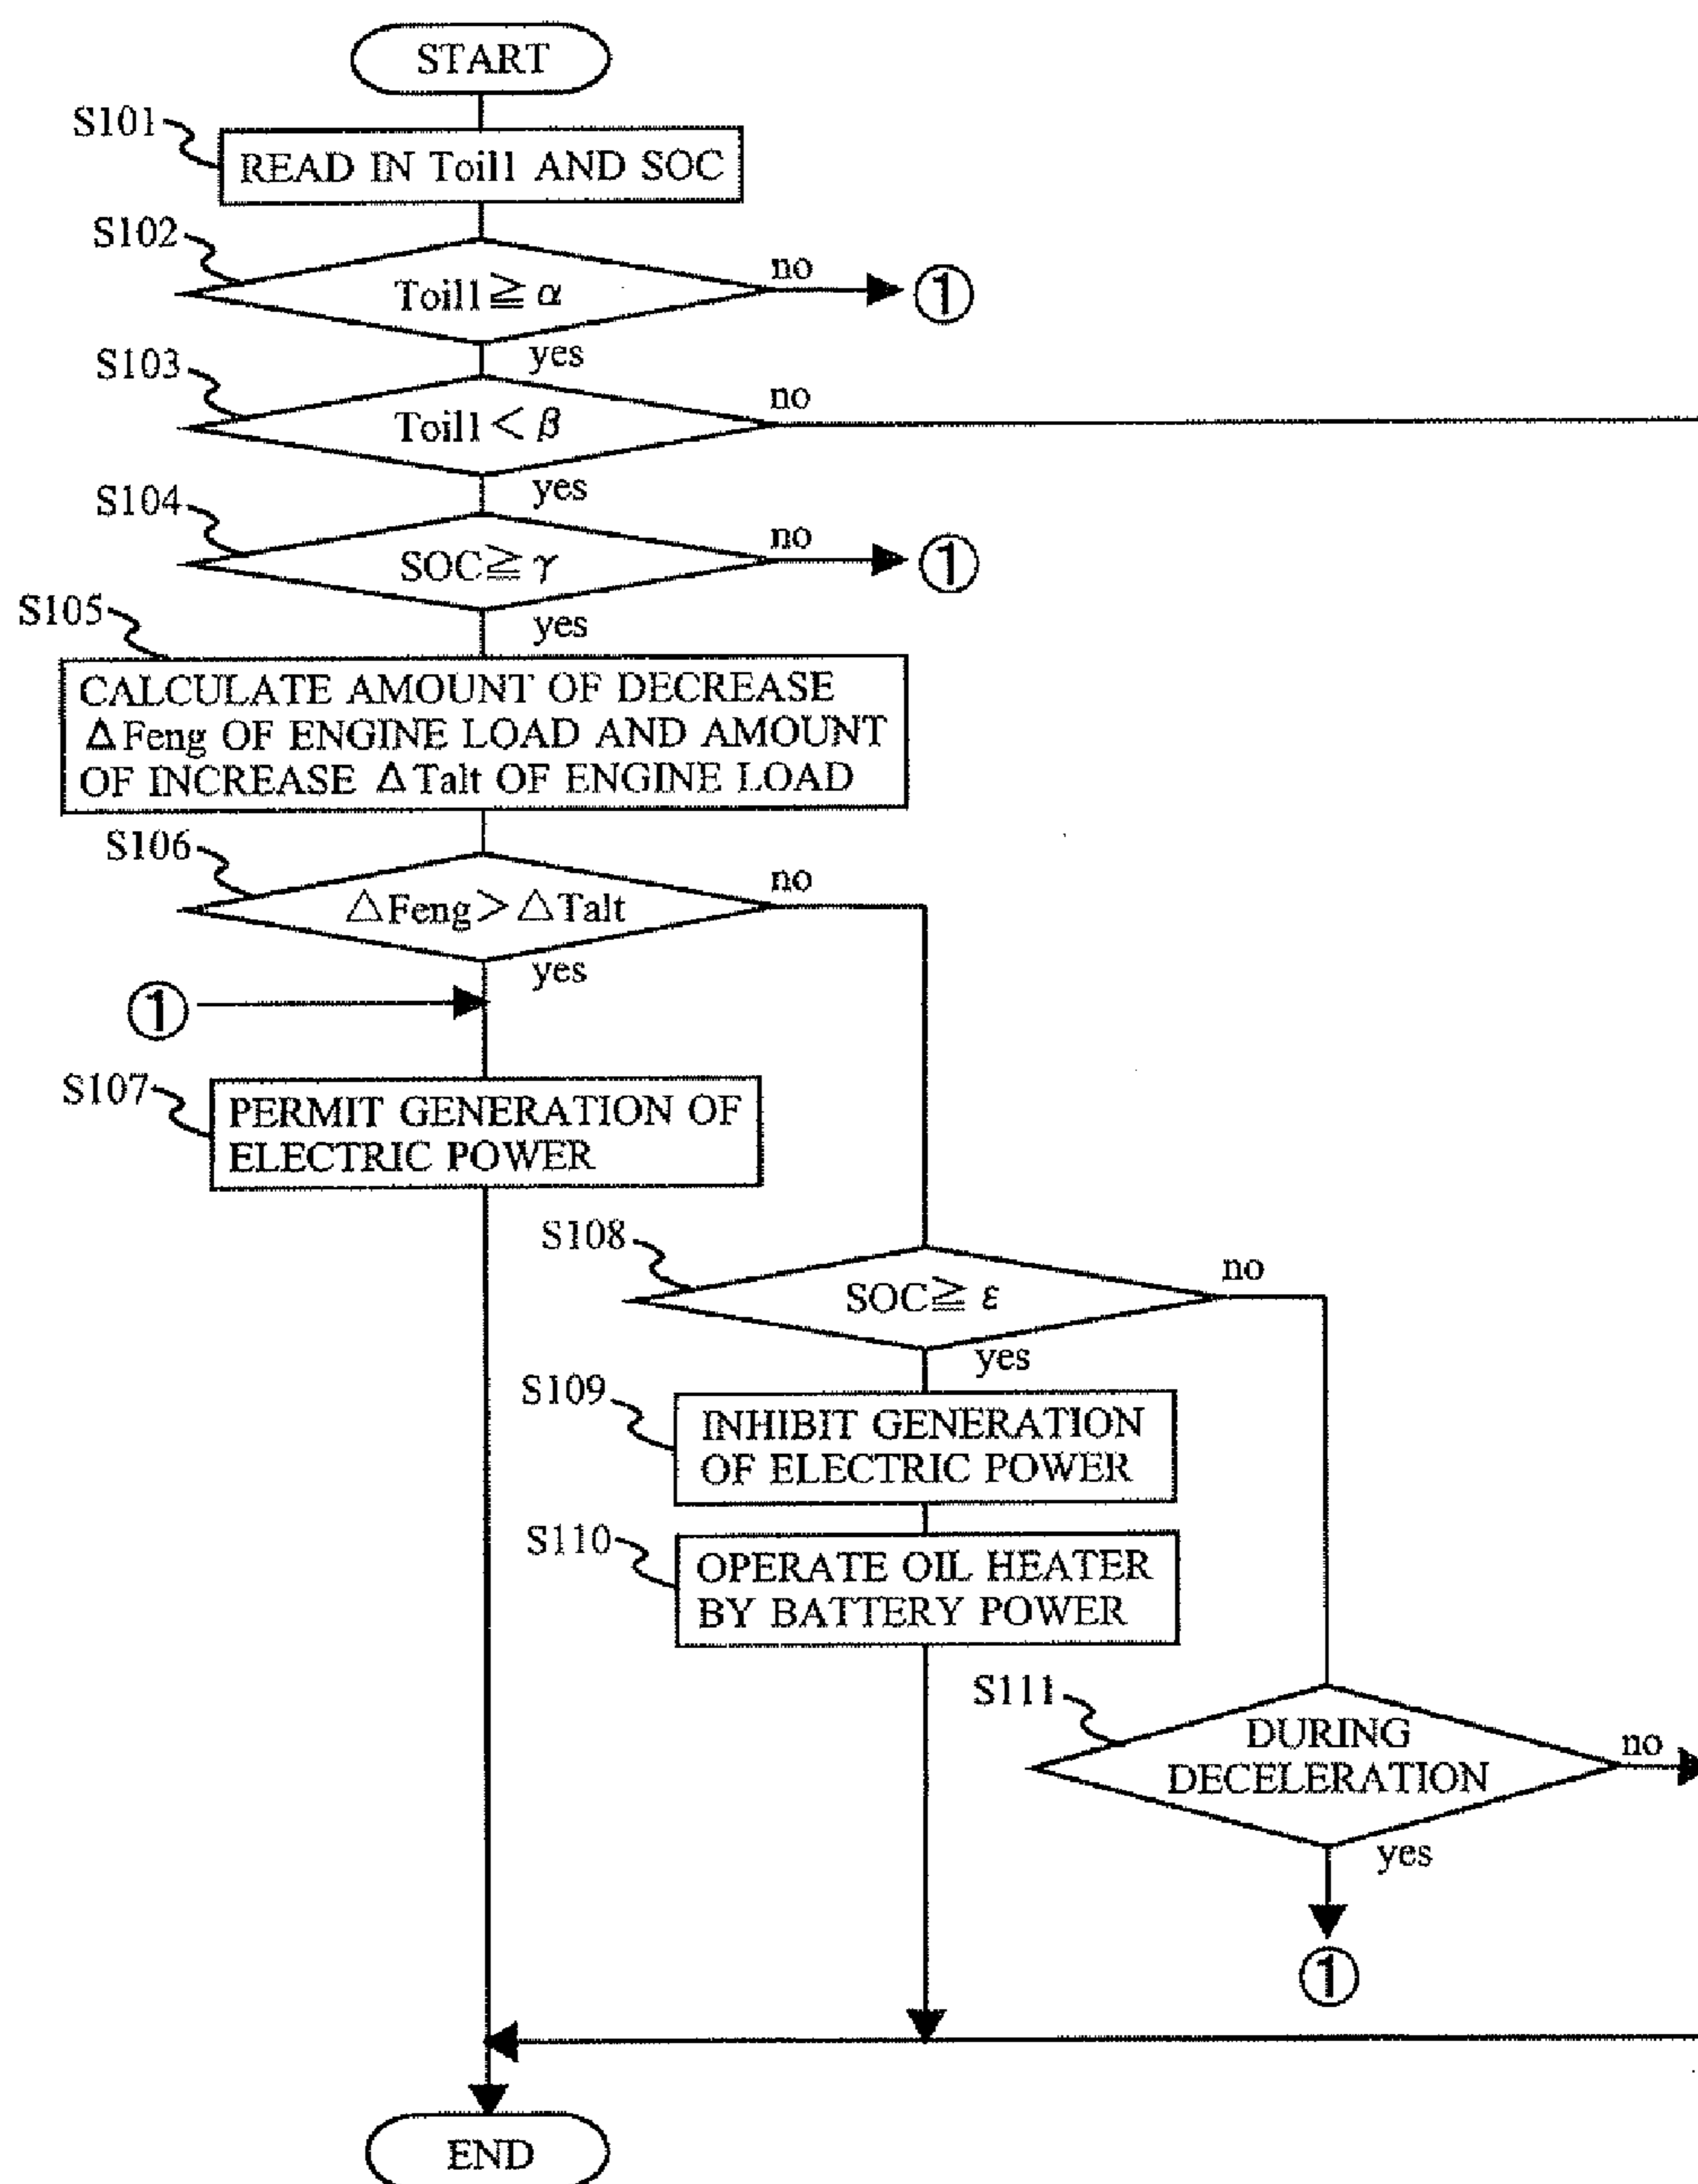 START
S101
READ IN Toil1 AND SOC
S102
Toil1 ≧ α
no
①
yes
S103
Toil1 < β
no
yes
S104
SOC ≧ γ
no
①
yes
S105
CALCULATE AMOUNT OF DECREASE
ΔFeng OF ENGINE LOAD AND AMOUNT
OF INCREASE ΔTalt OF ENGINE LOAD
S106
△Feng > △Talt
no
yes
①
S107
PERMIT GENERATION OF
ELECTRIC POWER
S108
SOC ≧ ε
no
yes
S109
INHIBIT GENERATION
OF ELECTRIC POWER
S110
OPERATE OIL HEATER
BY BATTERY POWER
S111
DURING
DECELERATION
no
yes
①
END